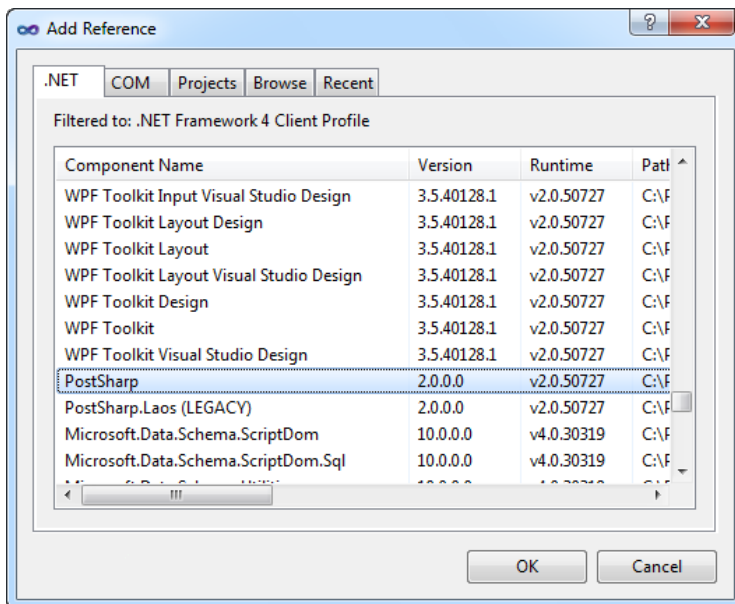 Add Reference
.NET COM Projects Browse Recent
Filtered to: .NET Framework 4 Client Profile
Component Name Version Runtime Path
WPF Toolkit Input Visual Studio Design 3.5.40128.1 v2.0.50727 C:\P
WPF Toolkit Layout Design 3.5.40128.1 v2.0.50727 C:\P
WPF Toolkit Layout 3.5.40128.1 v2.0.50727 C:\P
WPF Toolkit Layout Visual Studio Design 3.5.40128.1 v2.0.50727 C:\P
WPF Toolkit Design 3.5.40128.1 v2.0.50727 C:\P
WPF Toolkit 3.5.40128.1 v2.0.50727 C:\P
WPF Toolkit Visual Studio Design 3.5.40128.1 v2.0.50727 C:\P
PostSharp 2.0.0.0 v2.0.50727 C:\P
PostSharp.Laos (LEGACY) 2.0.0.0 v2.0.50727 C:\P
Microsoft.Data.Schema.ScriptDom 10.0.0.0 v4.0.30319 C:\P
Microsoft.Data.Schema.ScriptDom.Sql 10.0.0.0 v4.0.30319 C:\P
OK Cancel